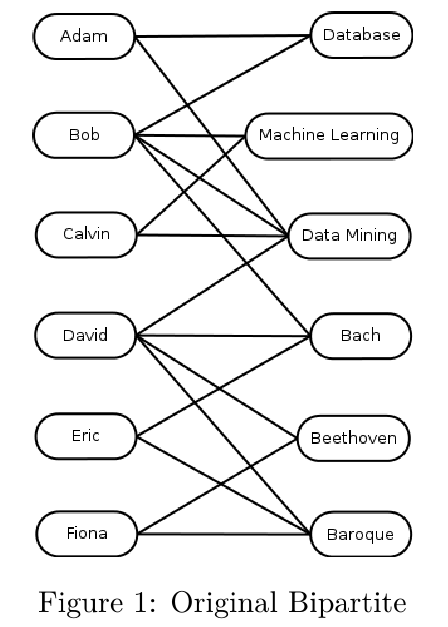 Adam Database
Bob Machine Learning
Calvin Data Mining
David Bach
Eric Beethoven
Fiona Baroque
Figure 1: Original Bipartite